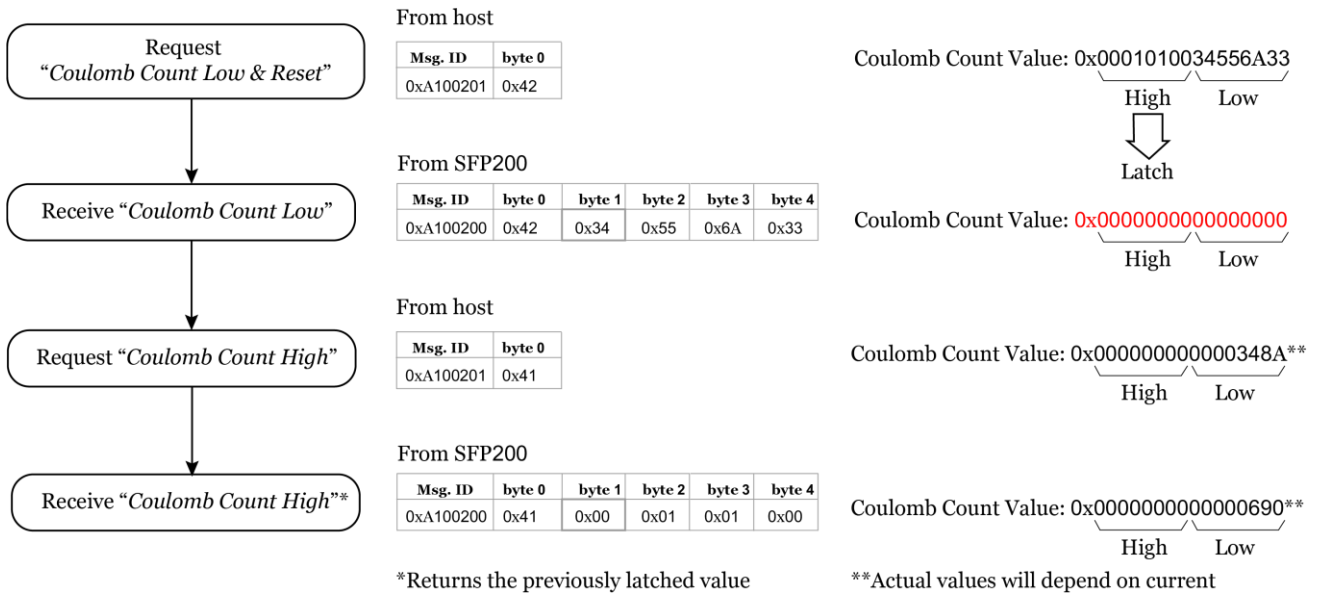 Request
“Coulomb Count Low & Reset”
From host
Msg. ID byte 0
0xA100201 0x42
Coulomb Count Value: 0x0001010034556A33
High Low
Latch
Receive “Coulomb Count Low”
From SFP200
Msg. ID byte 0 byte 1 byte 2 byte 3 byte 4
0xA100200 0x42 0x34 0x55 0x6A 0x33
Coulomb Count Value: 0x0000000000000000
High Low
Request “Coulomb Count High”
From host
Msg. ID byte 0
0xA100201 0x41
Coulomb Count Value: 0x000000000000348A**
High Low
Receive “Coulomb Count High”*
From SFP200
Msg. ID byte 0 byte 1 byte 2 byte 3 byte 4
0xA100200 0x41 0x00 0x01 0x01 0x00
Coulomb Count Value: 0x0000000000000690**
High Low
*Returns the previously latched value
**Actual values will depend on current